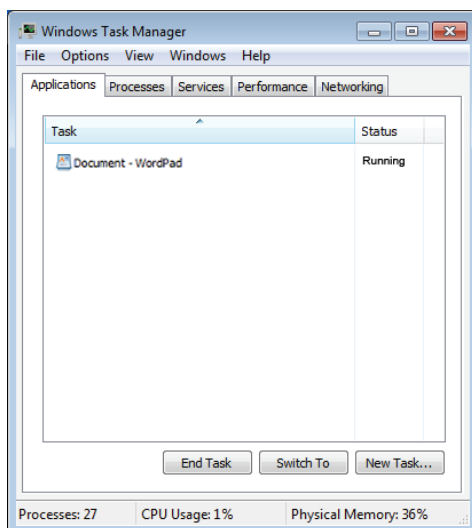 Windows Task Manager
File Options View Windows Help
Applications Processes Services Performance Networking
Task Status
Document - WordPad Running
End Task Switch To New Task...
Processes: 27 CPU Usage: 1% Physical Memory: 36%